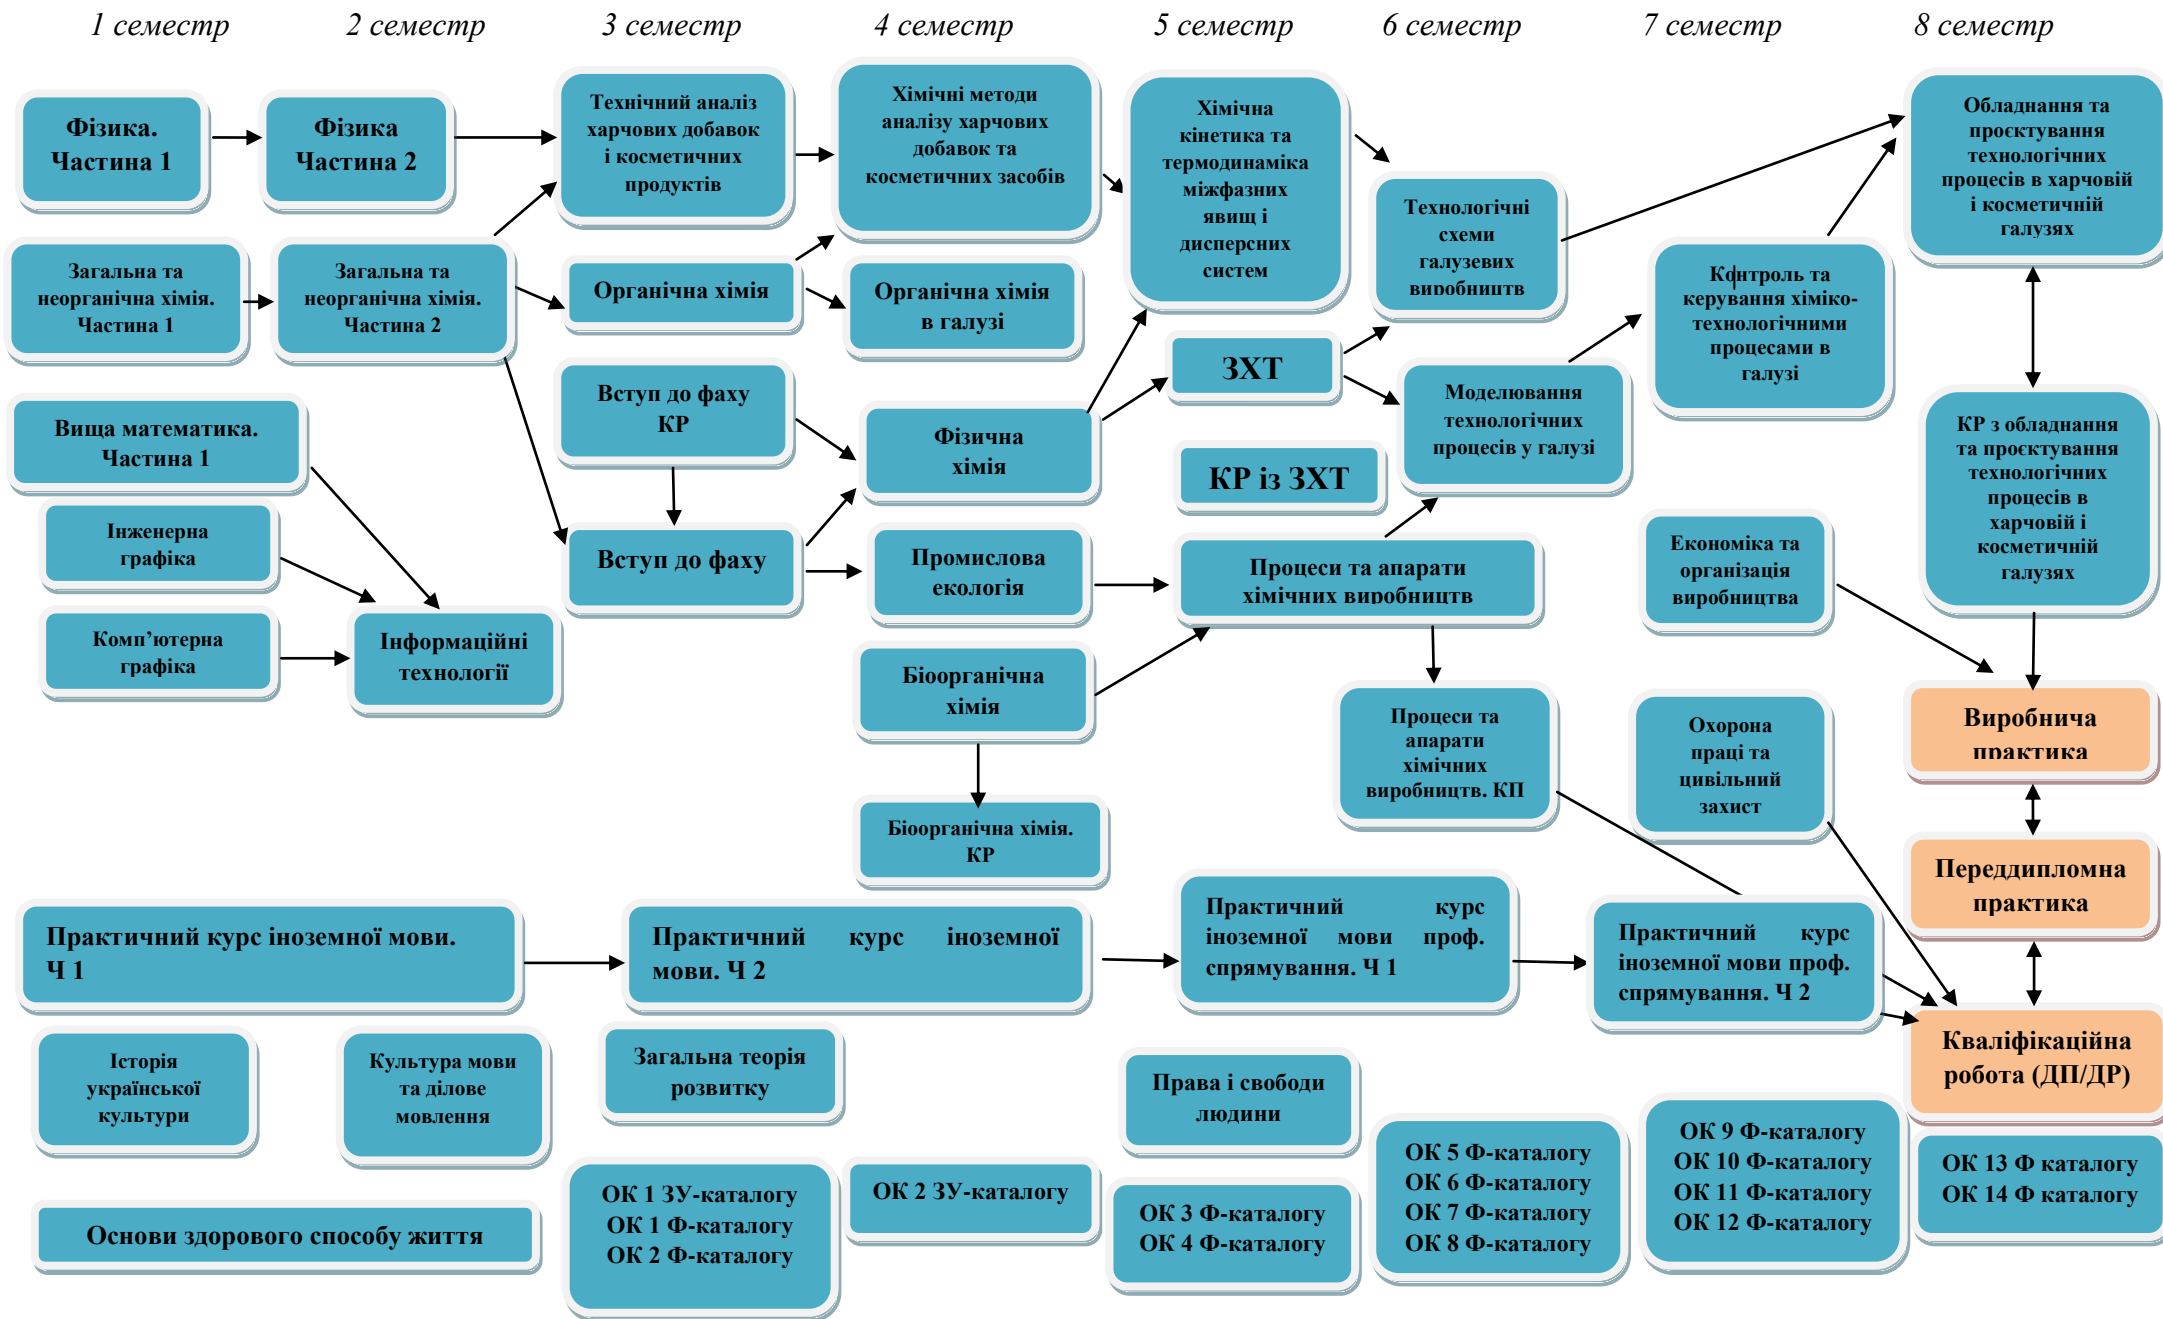 1 семестр
2 семестр
3 семестр
4 семестр
5 семестр
6 семестр
7 семестр
8 семестр
Фізика.
Частина 1
Фізика
Частина 2
Технічний аналіз
харчових добавок
і косметичних
продуктів
Хімічні методи
аналізу харчових
добавок та
косметичних засобів
Хімічна
кінетика та
термодинаміка
міжфазних
явищ і
дисперсних
систем
Технологічні
схеми
галузевих
виробництв
Обладнання та
проєктування
технологічних
процесів в харчовій
і косметичній
галузях
Загальна та
неорганічна хімія.
Частина 1
Загальна та
неорганічна хімія.
Частина 2
Органічна хімія
Органічна хімія
в галузі
Контроль та
керування хіміко-
технологічними
процесами в
галузі
Вступ до фаху
КР
ЗХТ
Моделювання
технологічних
процесів у галузі
КР з обладнання
та проєктування
технологічних
процесів в
харчовій і
косметичній
галузях
Вища математика.
Частина 1
Фізична
хімія
КР із ЗХТ
Інженерна
графіка
Вступ до фаху
Промислова
екологія
Процеси та апарати
хімічних виробництв
Економіка та
організація
виробництва
Комп’ютерна
графіка
Інформаційні
технології
Біоорганічна
хімія
Процеси та
апарати
хімічних
виробництв. КП
Охорона
праці та
цивільний
захист
Виробнича
практика
Біоорганічна хімія.
КР
Переддипломна
практика
Практичний курс іноземної мови.
Ч 1
Практичний курс іноземної
мови. Ч 2
Практичний курс
іноземної мови проф.
спрямування. Ч 1
Практичний курс
іноземної мови проф.
спрямування. Ч 2
Кваліфікаційна
робота (ДП/ДР)
Історія
української
культури
Культура мови
та ділове
мовлення
Загальна теорія
розвитку
Права і свободи
людини
ОК 1 ЗУ-каталогу
ОК 1 Ф-каталогу
ОК 2 Ф-каталогу
ОК 2 ЗУ-каталогу
ОК 3 Ф-каталогу
ОК 4 Ф-каталогу
ОК 5 Ф-каталогу
ОК 6 Ф-каталогу
ОК 7 Ф-каталогу
ОК 8 Ф-каталогу
ОК 9 Ф-каталогу
ОК 10 Ф-каталогу
ОК 11 Ф-каталогу
ОК 12 Ф-каталогу
ОК 13 Ф каталогу
ОК 14 Ф каталогу
Основи здорового способу життя